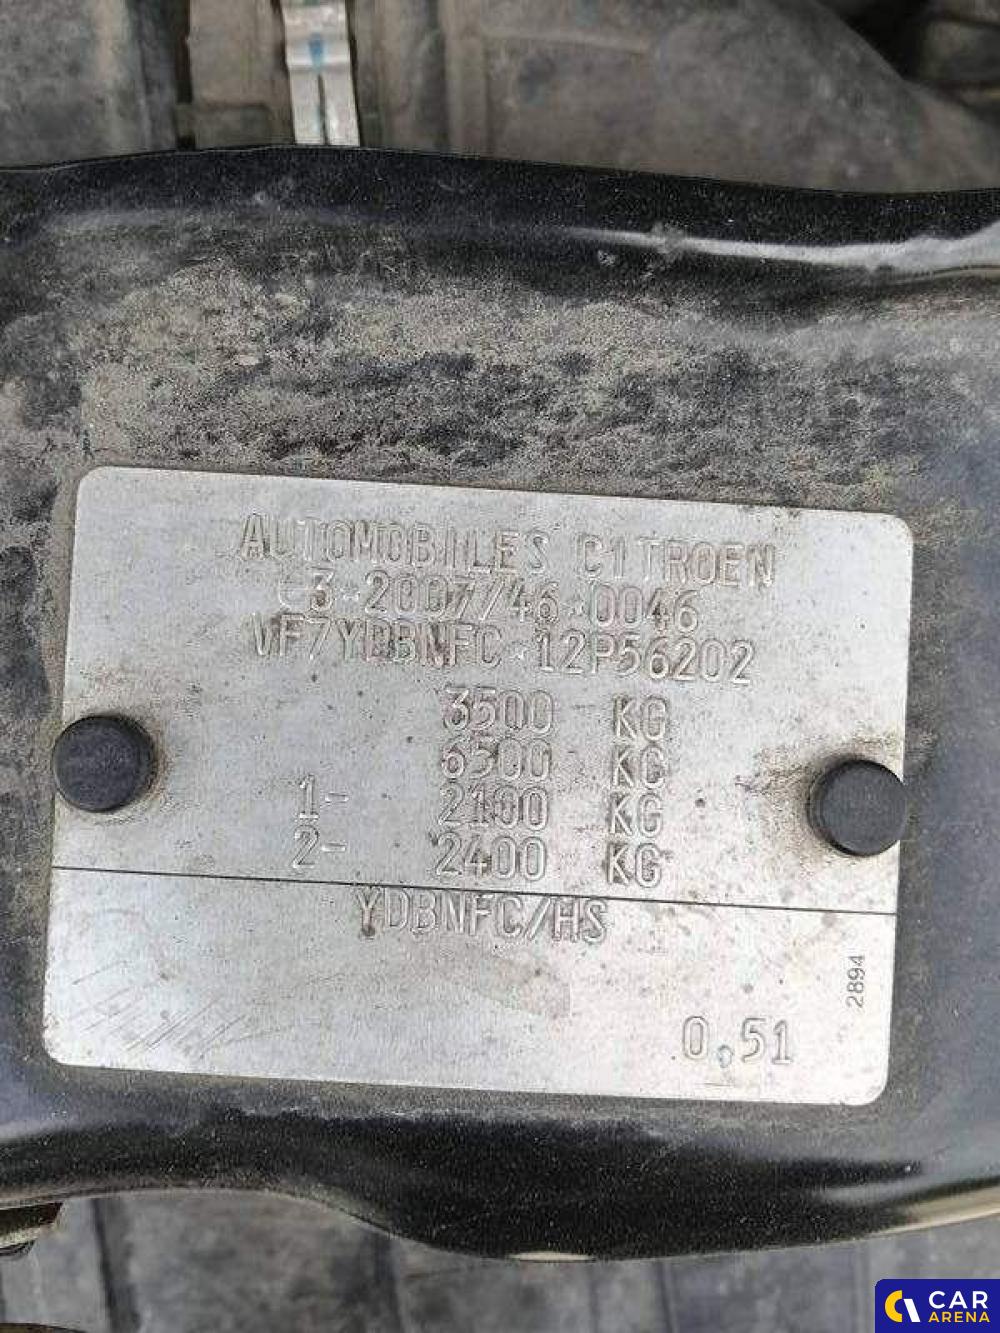 AUTOMOBILES CITROEN
e3*2007/46*0046
VF7YDBNFC 12P56202
3500 KG
6500 KG
1- 2100 KG
2- 2400 KG
YDBNFC/HS
2894
0,51
CAR
ARENA